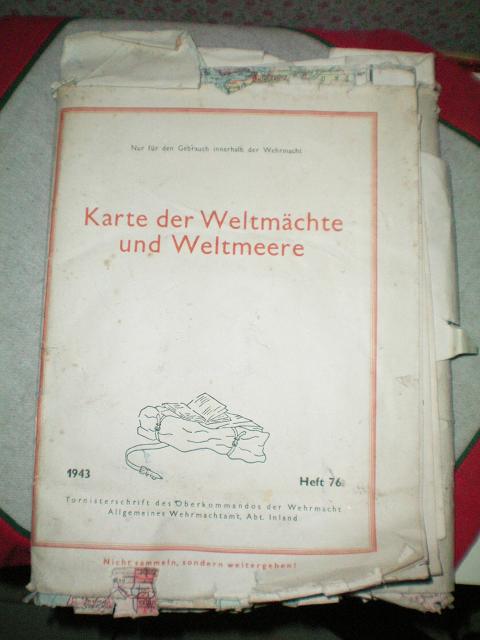 Nur für den Gebrauch innerhalb der Wehrmacht
Karte der Weltmächte
und Weltmeere
1943
Heft 76
Tornisterschrift des Oberkommandos der Wehrmacht
Allgemeines Wehrmachtamt, Abt. Inland
Nicht sammeln, sondern weitergeben!